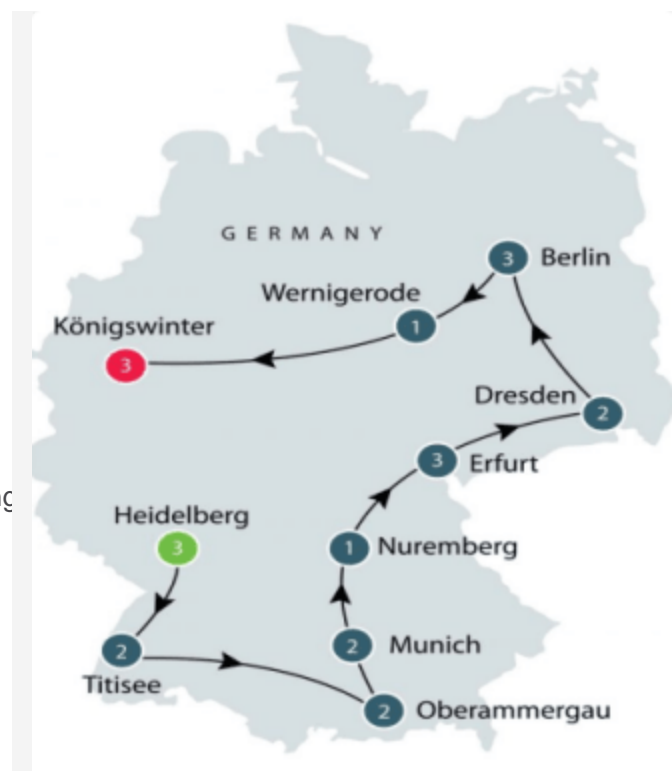 GERMANY
3 Berlin
Wernigerode
1
Königswinter
3
Dresden 2
3 Erfurt
Heidelberg
3
1 Nuremberg
2 Munich
2
Titisee
2 Oberammergau